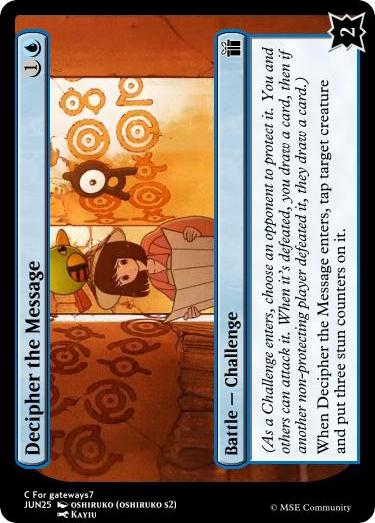 Decipher the Message
1
Battle — Challenge
(As a Challenge enters, choose an opponent to protect it. You and
others can attack it. When it's defeated, you draw a card, then if
another non-protecting player defeated it, they draw a card.)
When Decipher the Message enters, tap target creature
and put three stun counters on it.
2
C For gateways7
JUN25 OSHIRUKO (OSHIRUKO S2)
KAYIU
© MSE Community